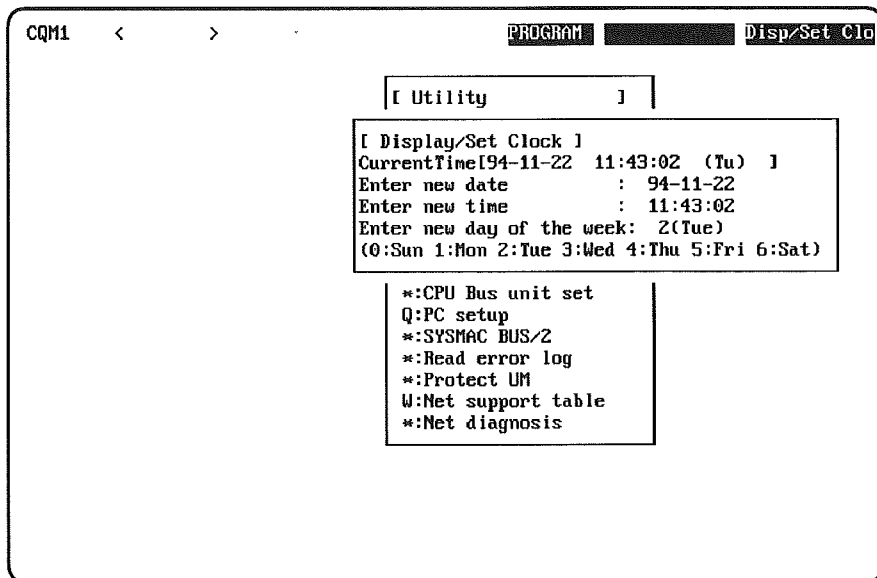 CQM1 < > PROGRAM Disp/Set Clo
[ Utility ]
[ Display/Set Clock ]
CurrentTime[94-11-22 11:43:02 (Tu) ]
Enter new date : 94-11-22
Enter new time : 11:43:02
Enter new day of the week: 2(Tue)
(0:Sun 1:Mon 2:Tue 3:Wed 4:Thu 5:Fri 6:Sat)
*:CPU Bus unit set
Q:PC setup
*:SYSMAC BUS/2
*:Read error log
*:Protect UM
W:Net support table
*:Net diagnosis